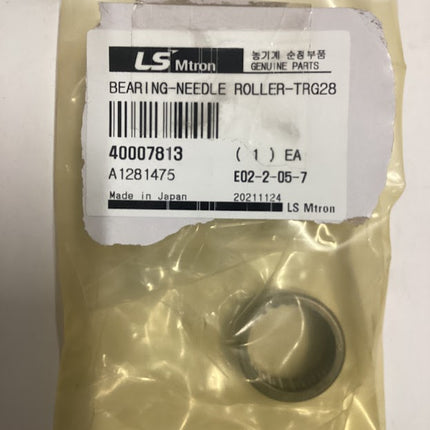 LS Mtron
농기계 순정부품
GENUINE PARTS
BEARING-NEEDLE ROLLER-TRG28
40007813 ( 1 ) EA
A1281475 E02-2-05-7
Made in Japan 20211124 LS Mtron